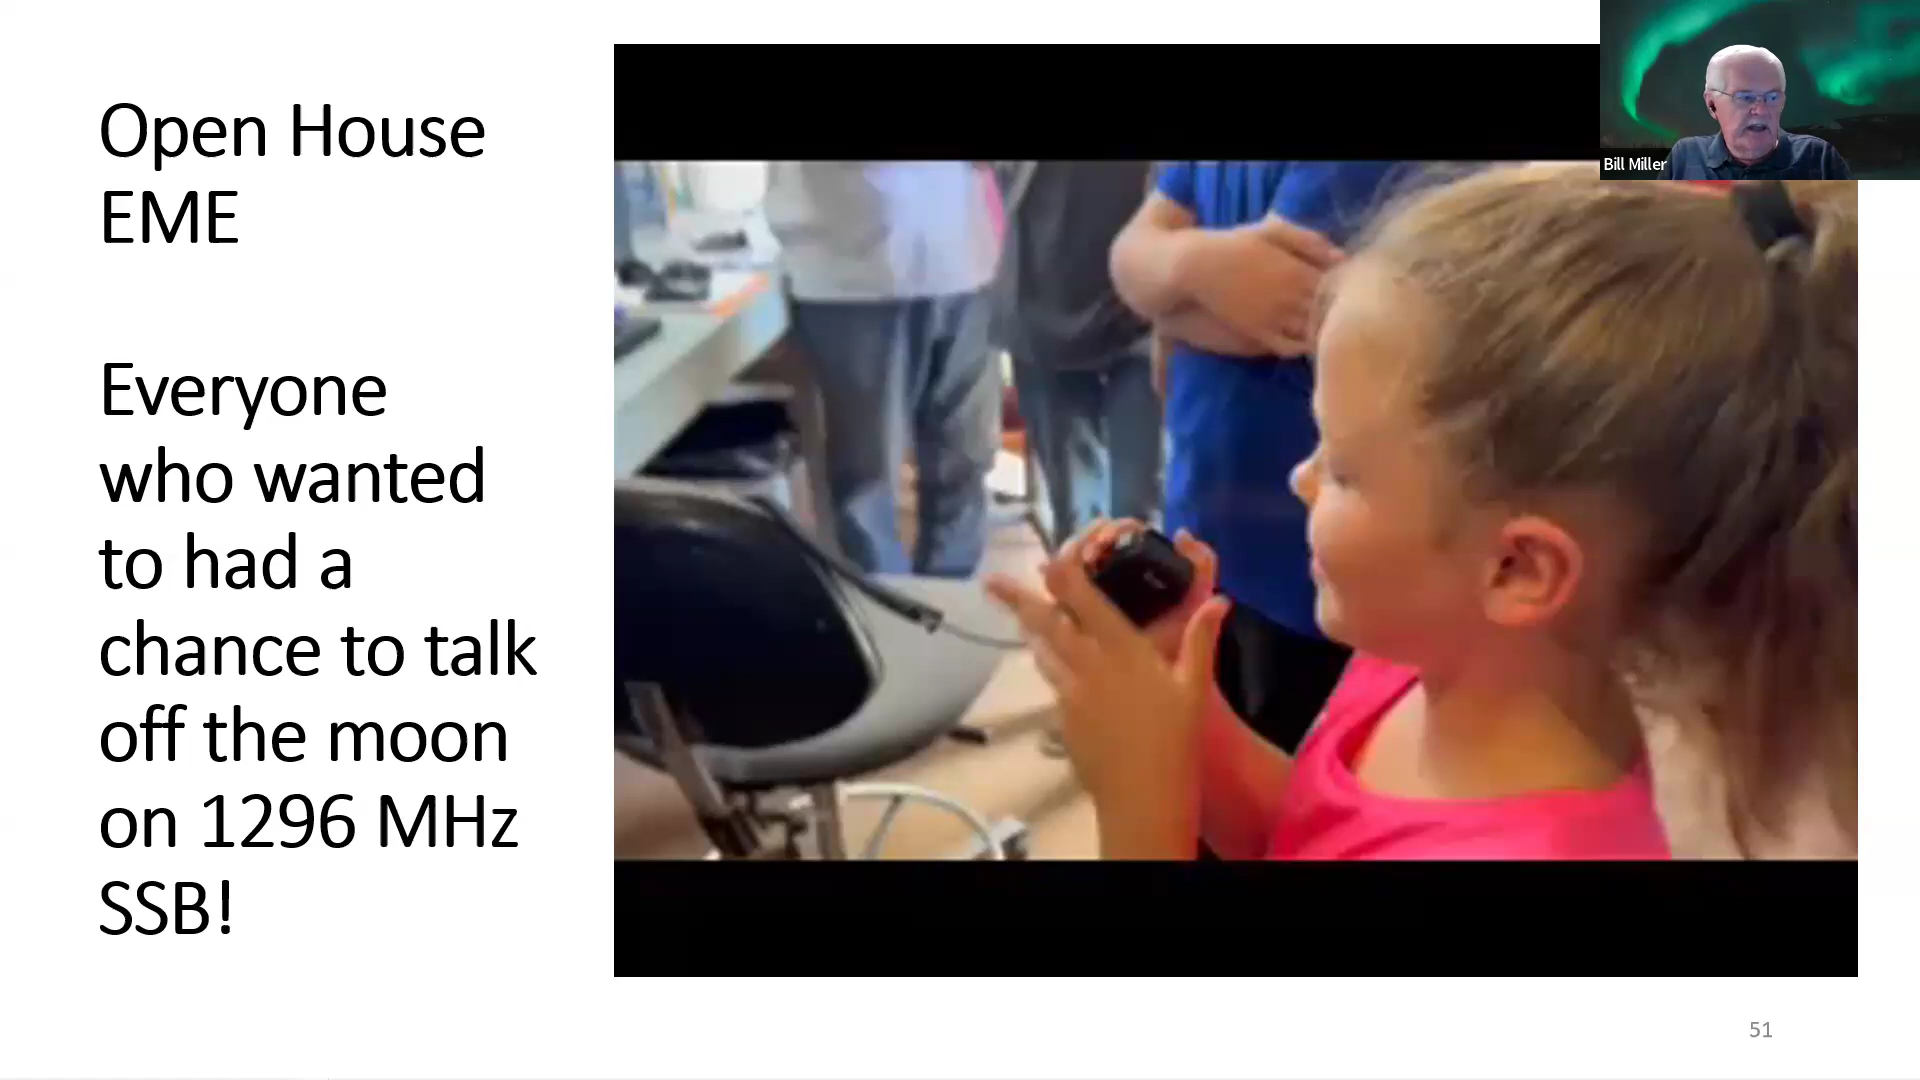 Open House
EME
Everyone
who wanted
to had a
chance to talk
off the moon
on 1296 MHz
SSB!
Bill Miller
51